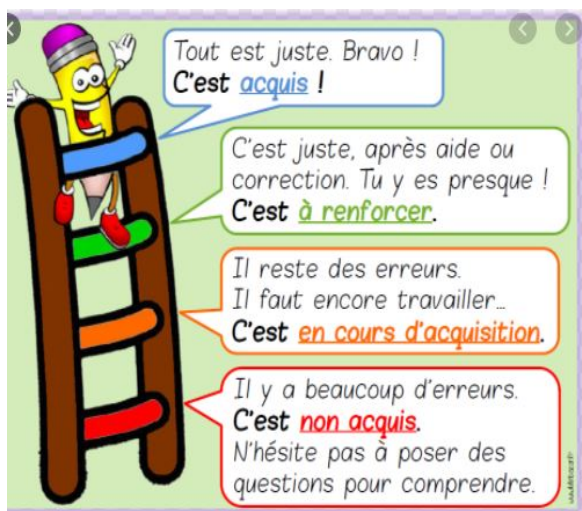 Tout est juste. Bravo !
C'est acquis !
C'est juste, après aide ou
correction. Tu y es presque !
C'est à renforcer.
Il reste des erreurs.
Il faut encore travailler...
C'est en cours d'acquisition.
Il y a beaucoup d'erreurs.
C'est non acquis.
N'hésite pas à poser des
questions pour comprendre.